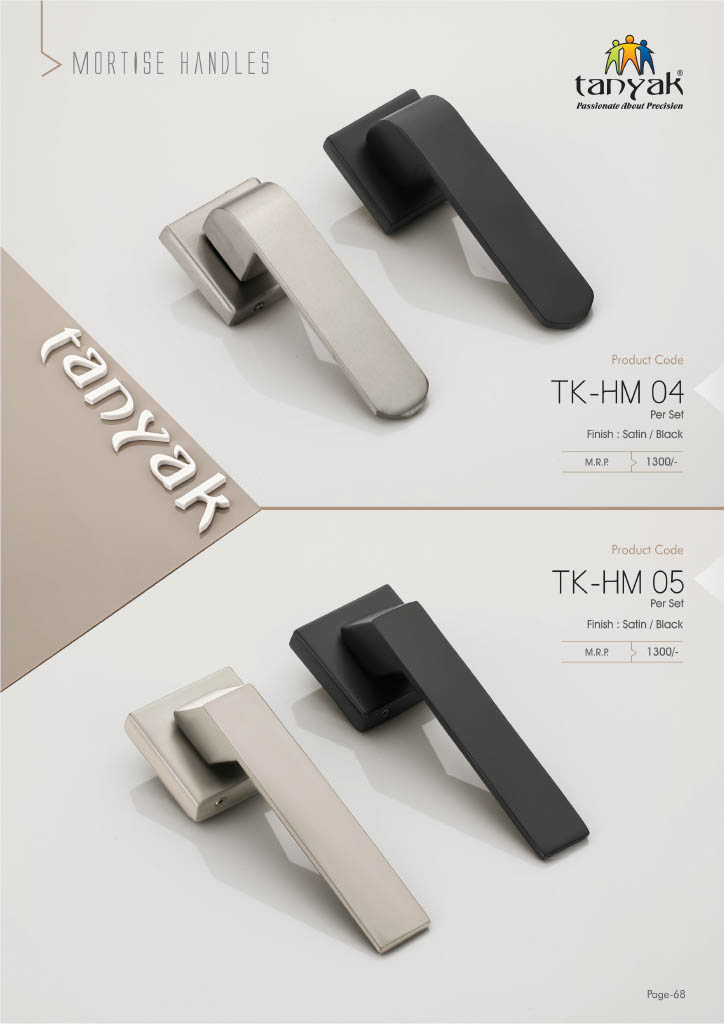 MORTISE HANDLES
tanyak®
Passionate About Precision
tanyak
Product Code
TK-HM 04
Per Set
Finish : Satin / Black
M.R.P. 1300/-
Product Code
TK-HM 05
Per Set
Finish : Satin / Black
M.R.P. 1300/-
Page-68